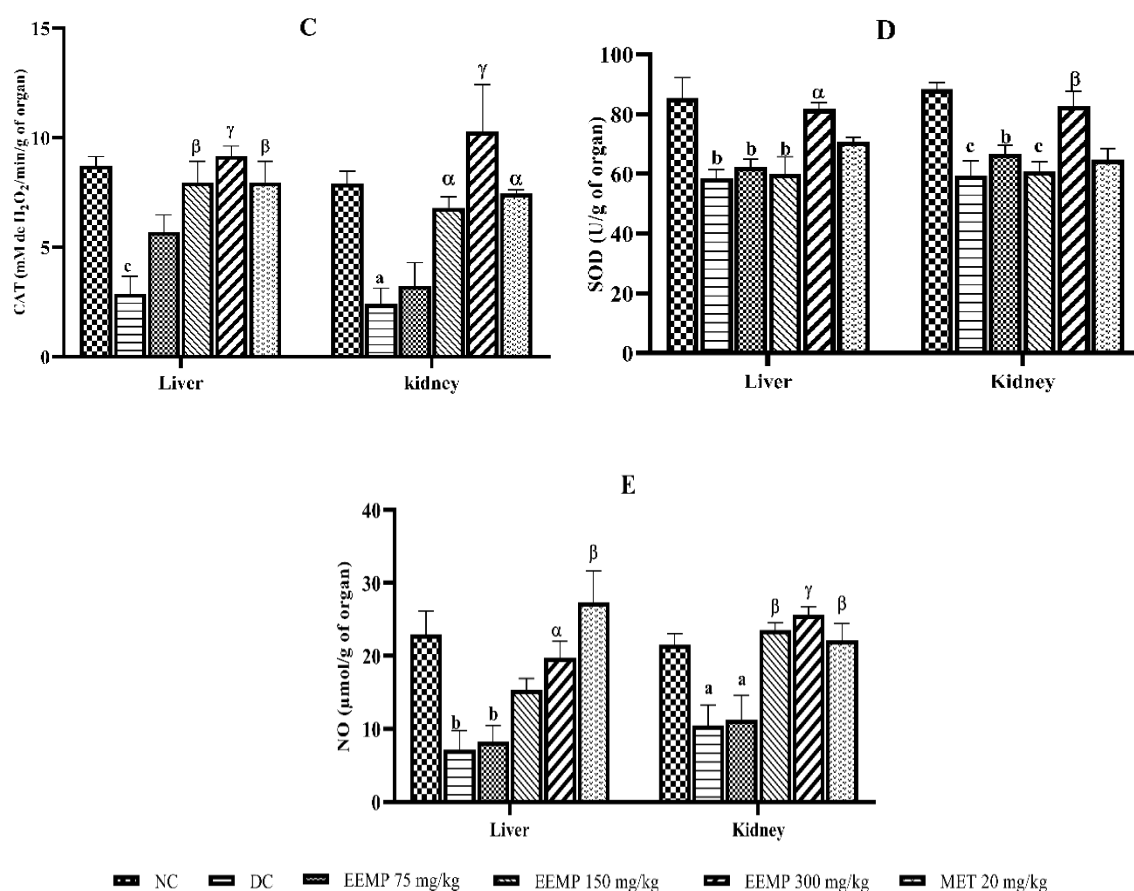 C
15
10
5
0
CAT (mM de H₂O₂/min/g of organ)
c
β
γ
β
a
α
γ
α
Liver
kidney
D
100
80
60
40
20
0
SOD (U/g of organ)
b
b
b
α
c
b
c
β
Liver
Kidney
E
40
30
20
10
0
NO (µmol/g of organ)
b
b
α
β
a
a
β
γ
β
Liver
Kidney
NC DC EEMP 75 mg/kg EEMP 150 mg/kg EEMP 300 mg/kg MET 20 mg/kg